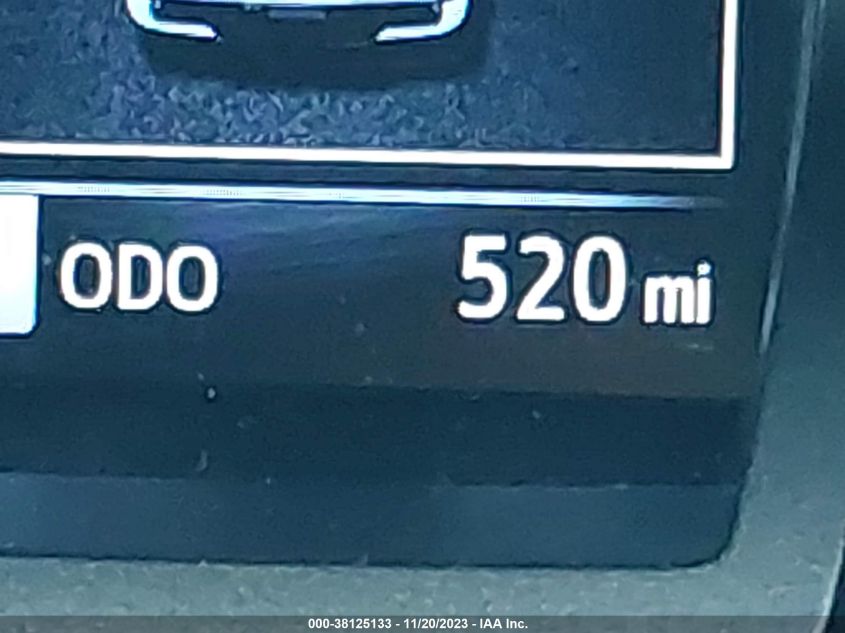 ODO 520 mi
000-38125133 - 11/20/2023 - IAA Inc.